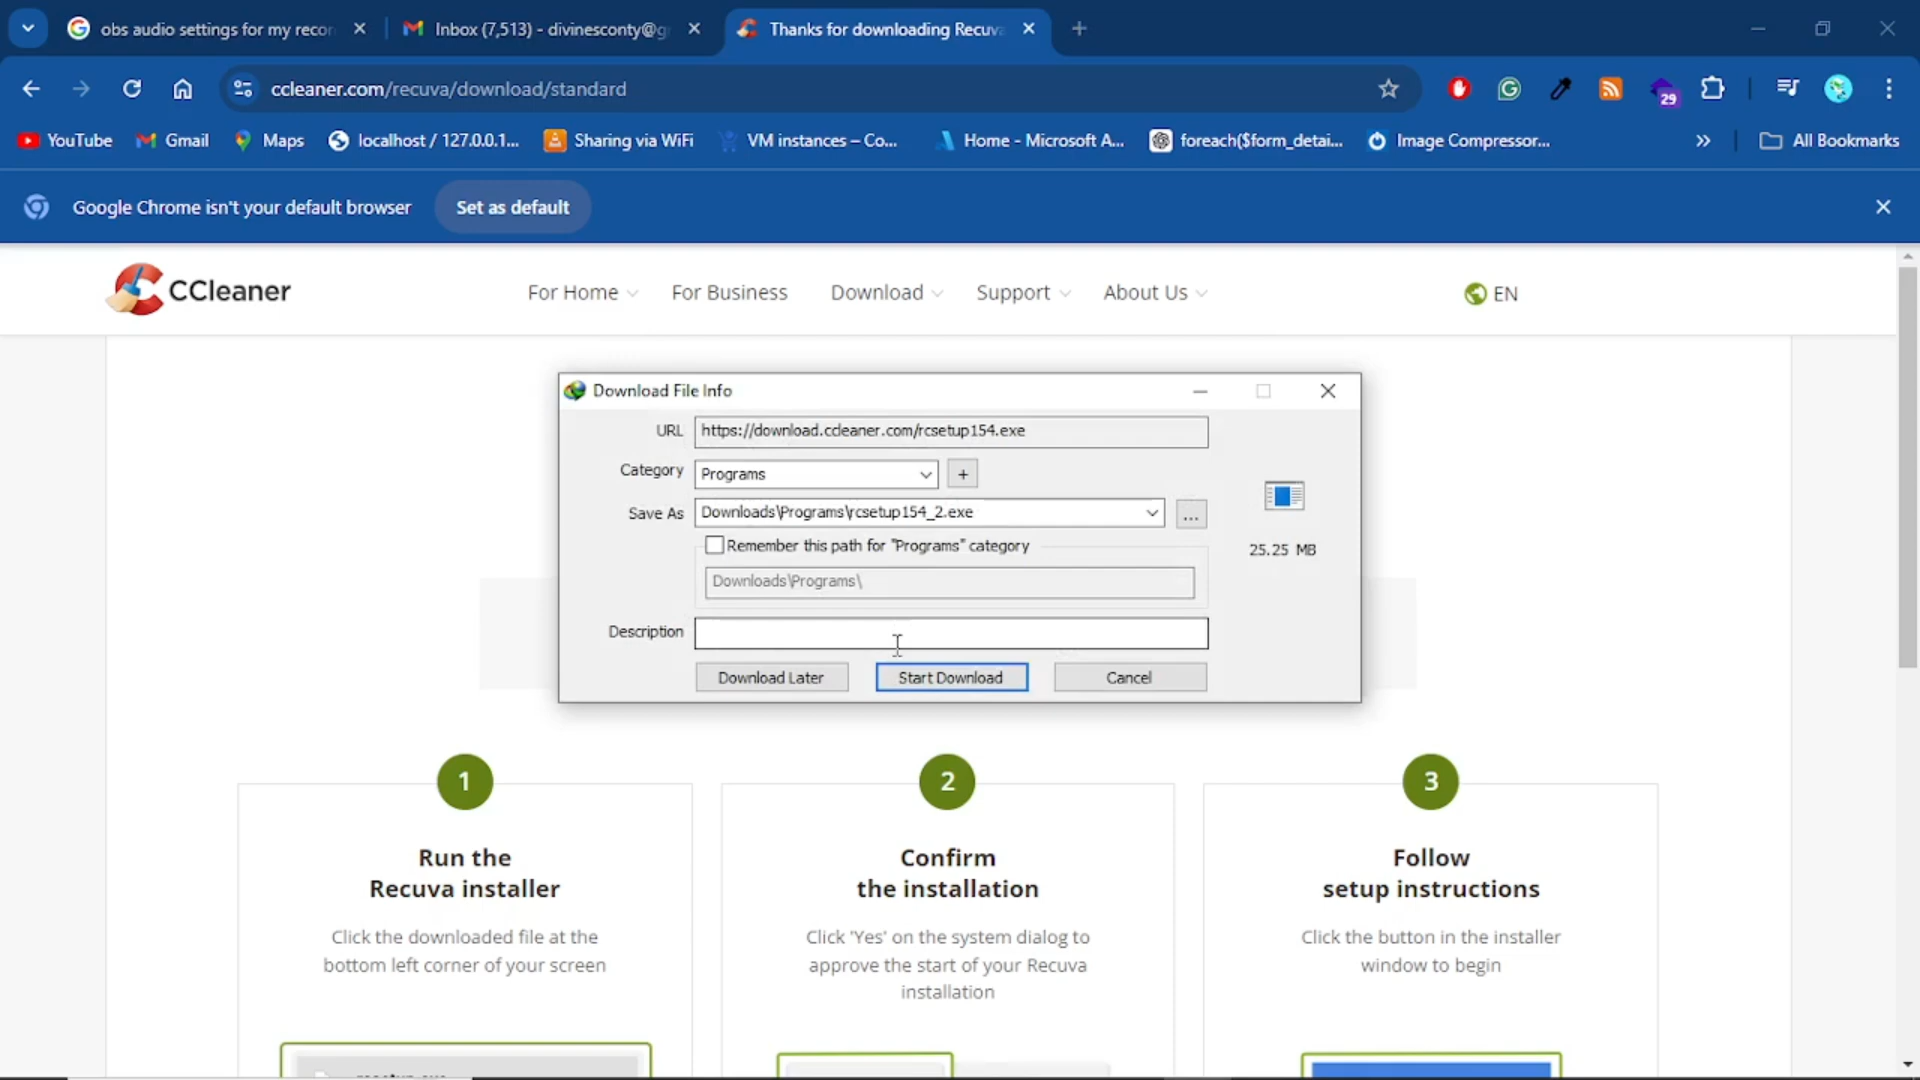 obs audio settings for my recor
Inbox (7,513) - divinesconty@g
Thanks for downloading Recuva
ccleaner.com/recuva/download/standard
29
YouTube
Gmail
Maps
localhost / 127.0.0.1...
Sharing via WiFi
VM instances – Co...
Home - Microsoft A...
foreach($form_detai...
Image Compressor...
All Bookmarks
Google Chrome isn't your default browser
Set as default
CCleaner
For Home
For Business
Download
Support
About Us
EN
Download File Info
URL
https://download.ccleaner.com/rcsetup154.exe
Category
Programs
+
Save As
Downloads\Programs\rcsetup154_2.exe
...
Remember this path for "Programs" category
Downloads\Programs\
25.25 MB
Description
Download Later
Start Download
Cancel
1
Run the
Recuva installer
Click the downloaded file at the
bottom left corner of your screen
2
Confirm
the installation
Click 'Yes' on the system dialog to
approve the start of your Recuva
installation
3
Follow
setup instructions
Click the button in the installer
window to begin